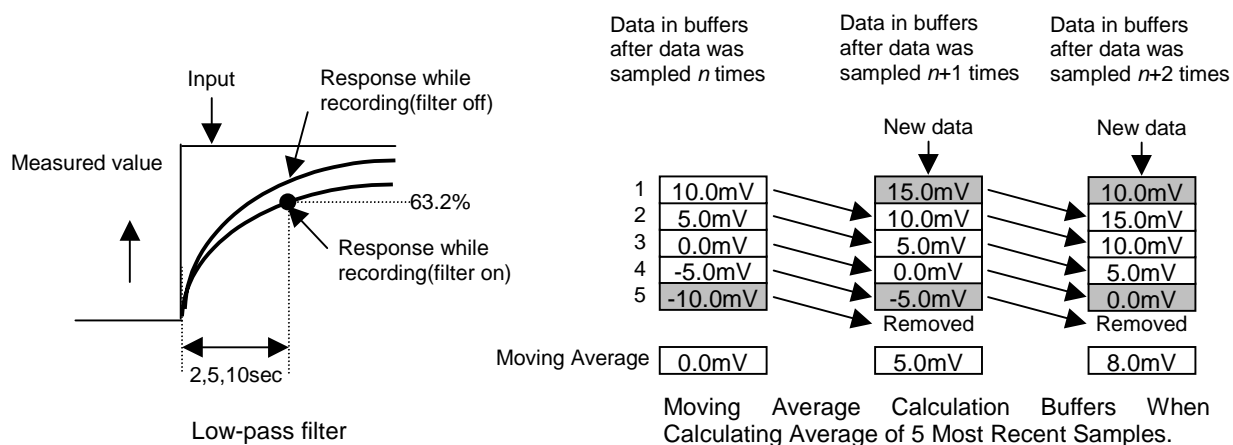 Input
Response while
recording(filter off)
Measured value
63.2%
Response while
recording(filter on)
2,5,10sec
Low-pass filter
Data in buffers
after data was
sampled n times
Data in buffers
after data was
sampled n+1 times
Data in buffers
after data was
sampled n+2 times
New data
New data
1 10.0mV 15.0mV 10.0mV
2 5.0mV 10.0mV 15.0mV
3 0.0mV 5.0mV 10.0mV
4 -5.0mV 0.0mV 5.0mV
5 -10.0mV -5.0mV 0.0mV
Removed Removed
Moving Average 0.0mV 5.0mV 8.0mV
Moving Average Calculation Buffers When
Calculating Average of 5 Most Recent Samples.